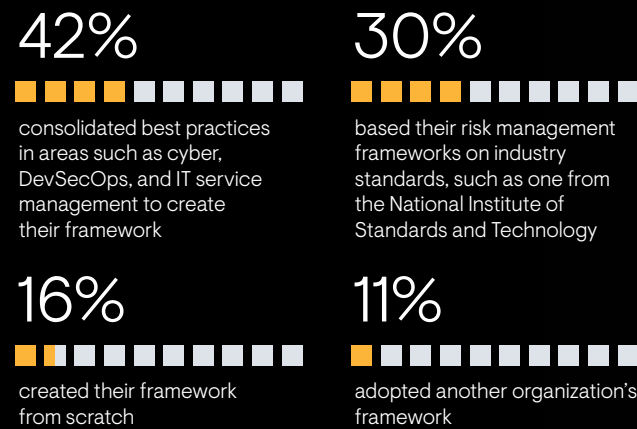 42%
consolidated best practices
in areas such as cyber,
DevSecOps, and IT service
management to create
their framework
30%
based their risk management
frameworks on industry
standards, such as one from
the National Institute of
Standards and Technology
16%
created their framework
from scratch
11%
adopted another organization's
framework